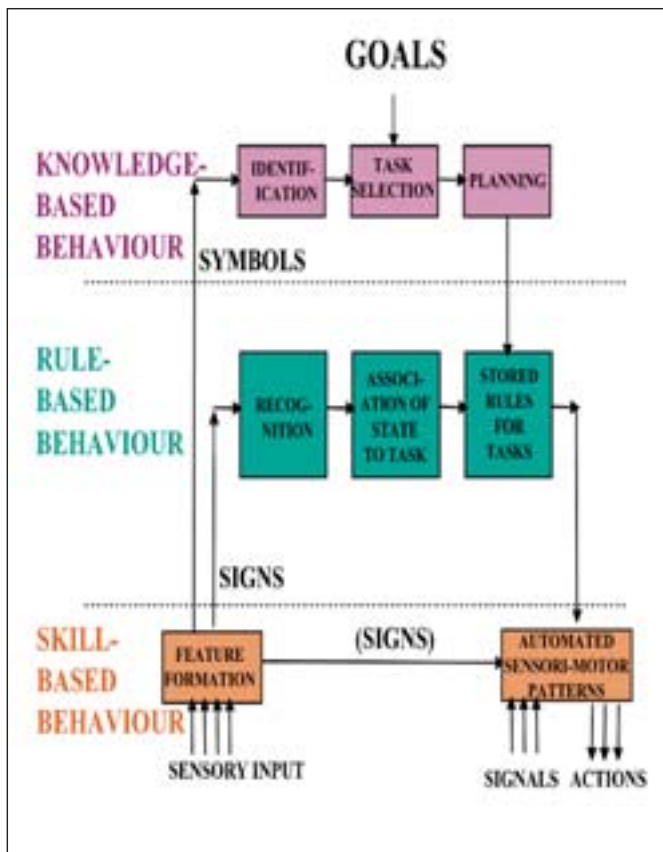 GOALS
KNOWLEDGE-
BASED
BEHAVIOUR
IDENTIF-
ICATION
TASK
SELECTION
PLANNING
SYMBOLS
RULE-
BASED
BEHAVIOUR
RECOG-
NITION
ASSOCI-
ATION OF
STATE
TO TASK
STORED
RULES
FOR
TASKS
SIGNS
SKILL-
BASED
BEHAVIOUR
FEATURE
FORMATION
(SIGNS)
AUTOMATED
SENSORI-MOTOR
PATTERNS
SENSORY INPUT
SIGNALS
ACTIONS